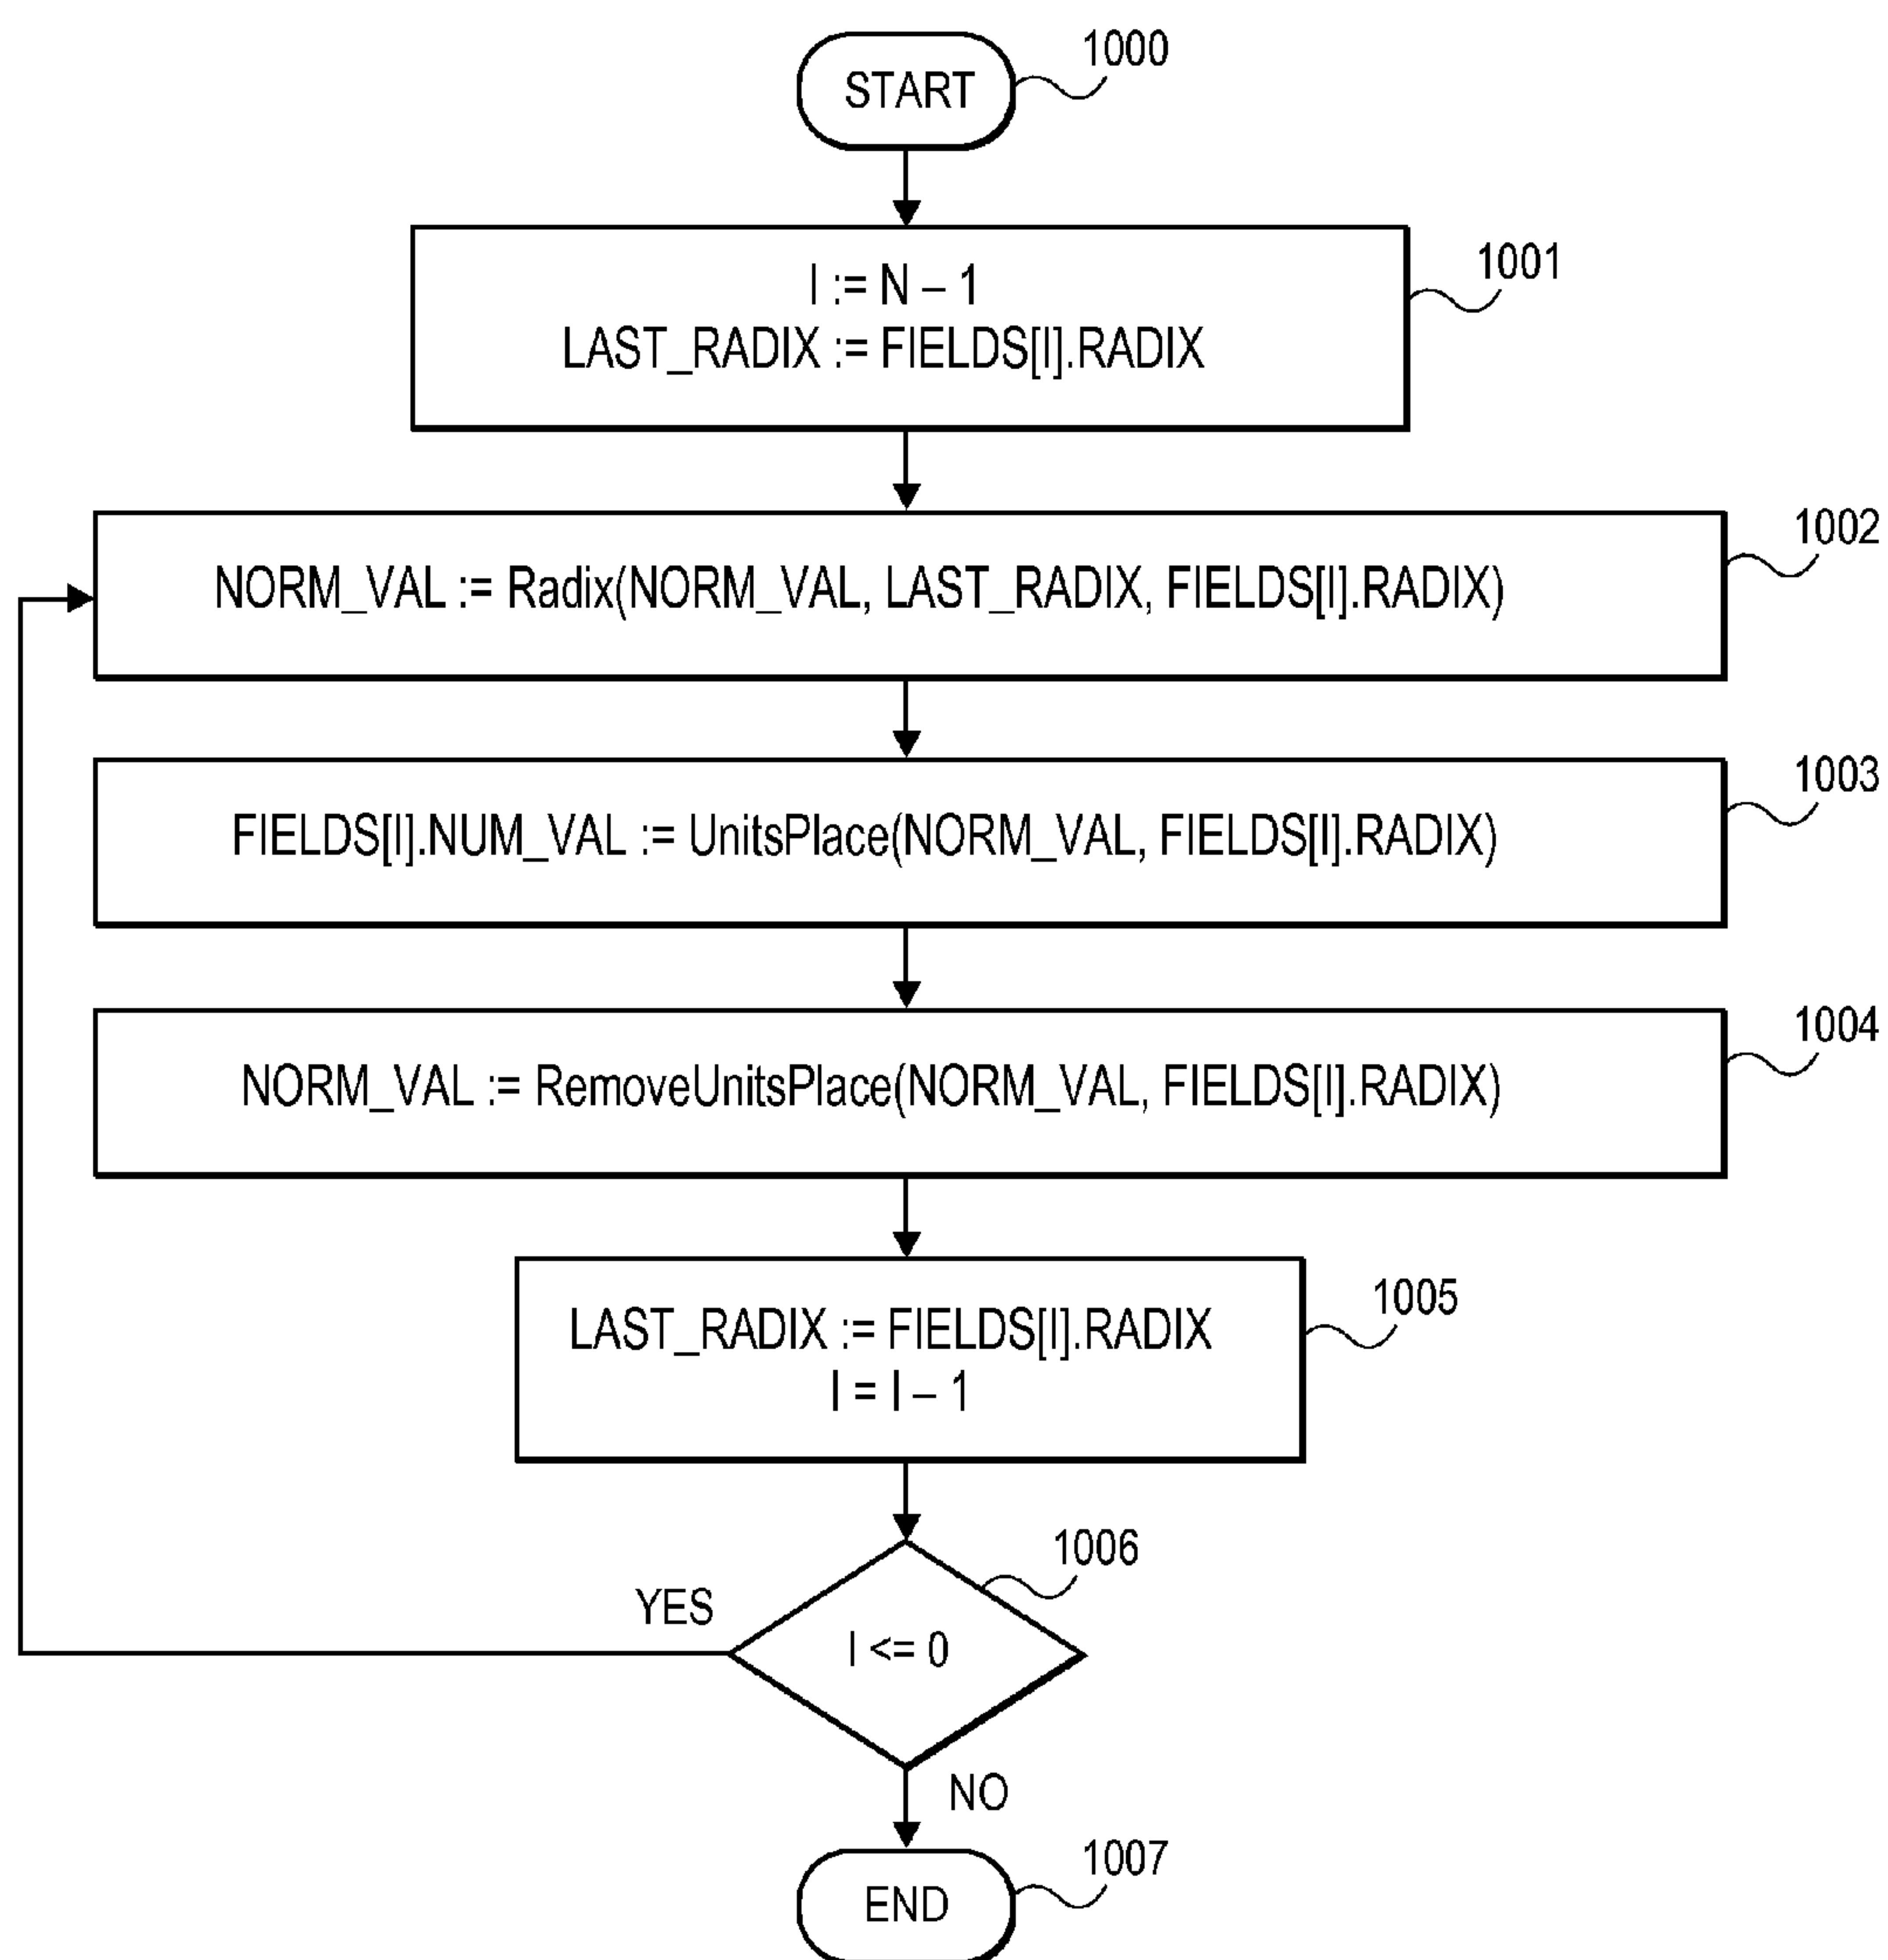 START
1000
I := N – 1
LAST_RADIX := FIELDS[I].RADIX
1001
NORM_VAL := Radix(NORM_VAL, LAST_RADIX, FIELDS[I].RADIX)
1002
FIELDS[I].NUM_VAL := UnitsPlace(NORM_VAL, FIELDS[I].RADIX)
1003
NORM_VAL := RemoveUnitsPlace(NORM_VAL, FIELDS[I].RADIX)
1004
LAST_RADIX := FIELDS[I].RADIX
I = I – 1
1005
I <= 0
1006
YES
NO
END
1007